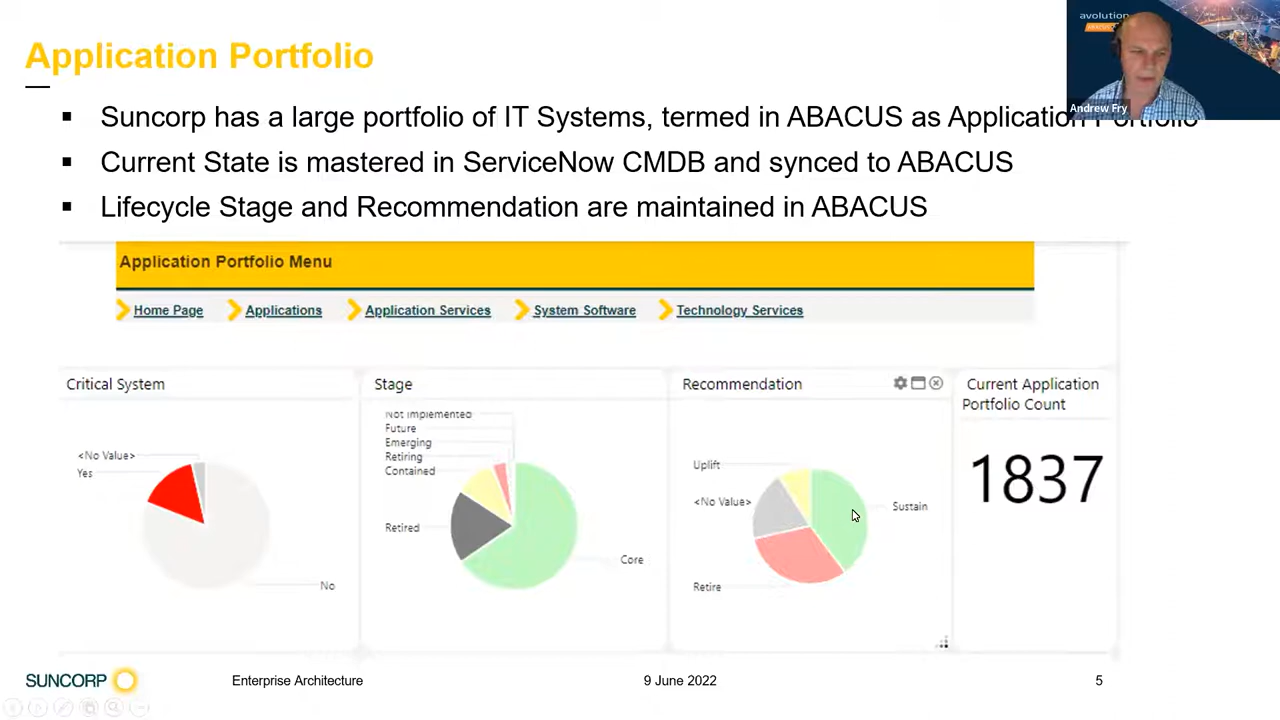 Application Portfolio
avolution
ABACUS
Andrew Fry
▪ Suncorp has a large portfolio of IT Systems, termed in ABACUS as Application Portfolio
▪ Current State is mastered in ServiceNow CMDB and synced to ABACUS
▪ Lifecycle Stage and Recommendation are maintained in ABACUS
Application Portfolio Menu
Home Page Applications Application Services System Software Technology Services
Critical System
<No Value>
Yes
No
Stage
Not Implemented
Future
Emerging
Retiring
Contained
Retired
Core
Recommendation
Uplift
<No Value>
Sustain
Retire
Current Application
Portfolio Count
1837
SUNCORP
Enterprise Architecture
9 June 2022
5